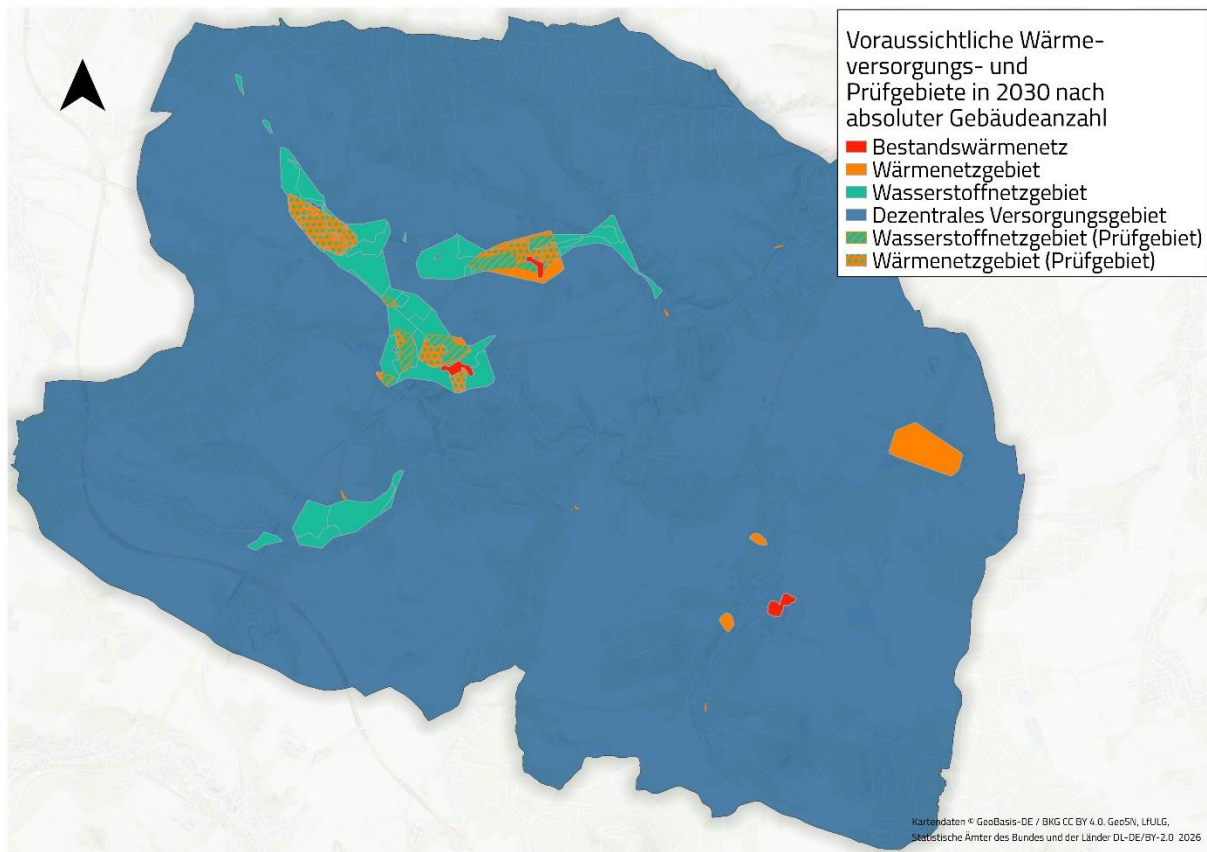 Voraussichtliche Wärme-
versorgungs- und
Prüfgebiete in 2030 nach
absoluter Gebäudeanzahl
Bestandswärmenetz
Wärmenetzgebiet
Wasserstoffnetzgebiet
Dezentrales Versorgungsgebiet
Wasserstoffnetzgebiet (Prüfgebiet)
Wärmenetzgebiet (Prüfgebiet)
Kartendaten © GeoBasis-DE / BKG CC BY 4.0. GeoSN, LfULG,
Statistische Ämter des Bundes und der Länder DL-DE/BY-2.0 2026